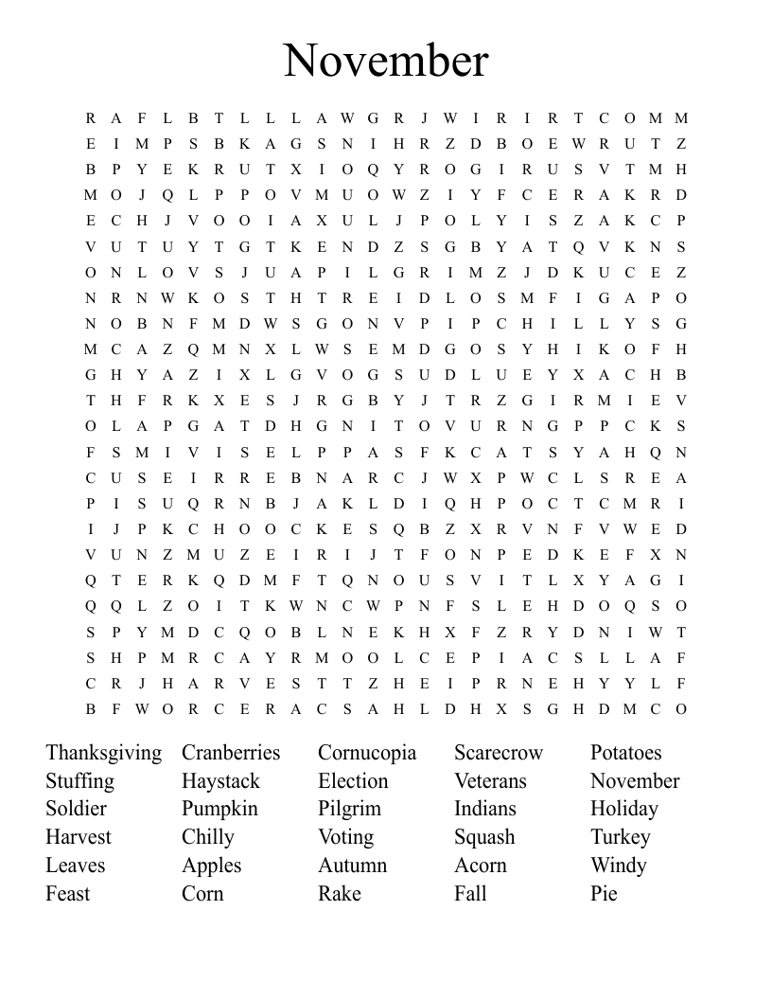 November
R A F L B T L L L A W G R J W I R I R T C O M M
E I M P S B K A G S N I H R Z D B O E W R U T Z
B P Y E K R U T X I O Q Y R O G I R U S V T M H
M O J Q L P P O V M U O W Z I Y F C E R A K R D
E C H J V O O I A X U L J P O L Y I S Z A K C P
V U T U Y T G T K E N D Z S G B Y A T Q V K N S
O N L O V S J U A P I L G R I M Z J D K U C E Z
N R N W K O S T H T R E I D L O S M F I G A P O
N O B N F M D W S G O N V P I P C H I L L Y S G
M C A Z Q M N X L W S E M D G O S Y H I K O F H
G H Y A Z I X L G V O G S U D L U E Y X A C H B
T H F R K X E S J R G B Y J T R Z G I R M I E V
O L A P G A T D H G N I T O V U R N G P P C K S
F S M I V I S E L P P A S F K C A T S Y A H Q N
C U S E I R R E B N A R C J W X P W C L S R E A
P I S U Q R N B J A K L D I Q H P O C T C M R I
I J P K C H O O C K E S Q B Z X R V N F V W E D
V U N Z M U Z E I R I J T F O N P E D K E F X N
Q T E R K Q D M F T Q N O U S V I T L X Y A G I
Q Q L Z O I T K W N C W P N F S L E H D O Q S O
S P Y M D C Q O B L N E K H X F Z R Y D N I W T
S H P M R C A Y R M O O L C E P I A C S L L A F
C R J H A R V E S T T Z H E I P R N E H Y Y L F
B F W O R C E R A C S A H L D H X S G H D M C O
Thanksgiving Cranberries Cornucopia Scarecrow Potatoes
Stuffing Haystack Election Veterans November
Soldier Pumpkin Pilgrim Indians Holiday
Harvest Chilly Voting Squash Turkey
Leaves Apples Autumn Acorn Windy
Feast Corn Rake Fall Pie